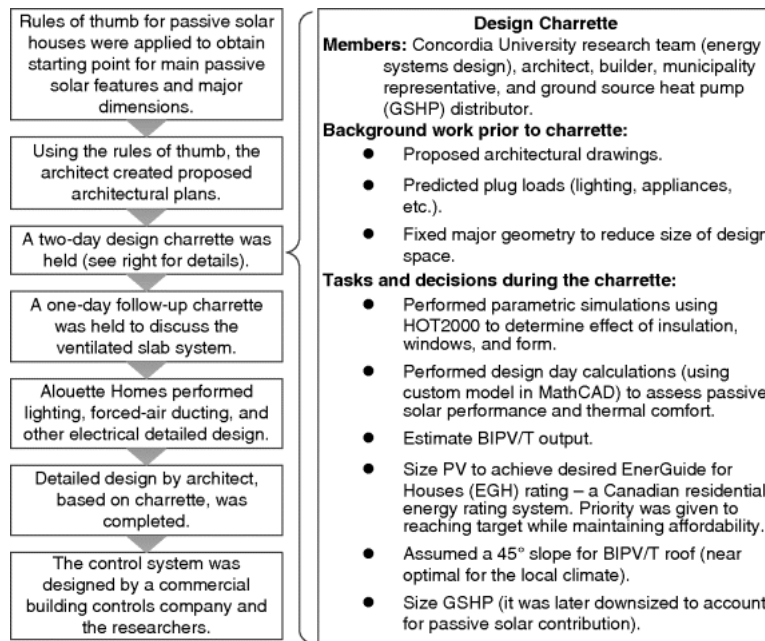 Rules of thumb for passive solar
houses were applied to obtain
starting point for main passive
solar features and major
dimensions.
Using the rules of thumb, the
architect created proposed
architectural plans.
A two-day design charrette was
held (see right for details).
A one-day follow-up charrette
was held to discuss the
ventilated slab system.
Alouette Homes performed
lighting, forced-air ducting, and
other electrical detailed design.
Detailed design by architect,
based on charrette, was
completed.
The control system was
designed by a commercial
building controls company and
the researchers.
Design Charrette
Members: Concordia University research team (energy
systems design), architect, builder, municipality
representative, and ground source heat pump
(GSHP) distributor.
Background work prior to charrette:
● Proposed architectural drawings.
● Predicted plug loads (lighting, appliances,
etc.).
● Fixed major geometry to reduce size of design
space.
Tasks and decisions during the charrette:
● Performed parametric simulations using
HOT2000 to determine effect of insulation,
windows, and form.
● Performed design day calculations (using
custom model in MathCAD) to assess passive
solar performance and thermal comfort.
● Estimate BIPV/T output.
● Size PV to achieve desired EnerGuide for
Houses (EGH) rating – a Canadian residential
energy rating system. Priority was given to
reaching target while maintaining affordability.
● Assumed a 45° slope for BIPV/T roof (near
optimal for the local climate).
● Size GSHP (it was later downsized to account
for passive solar contribution).